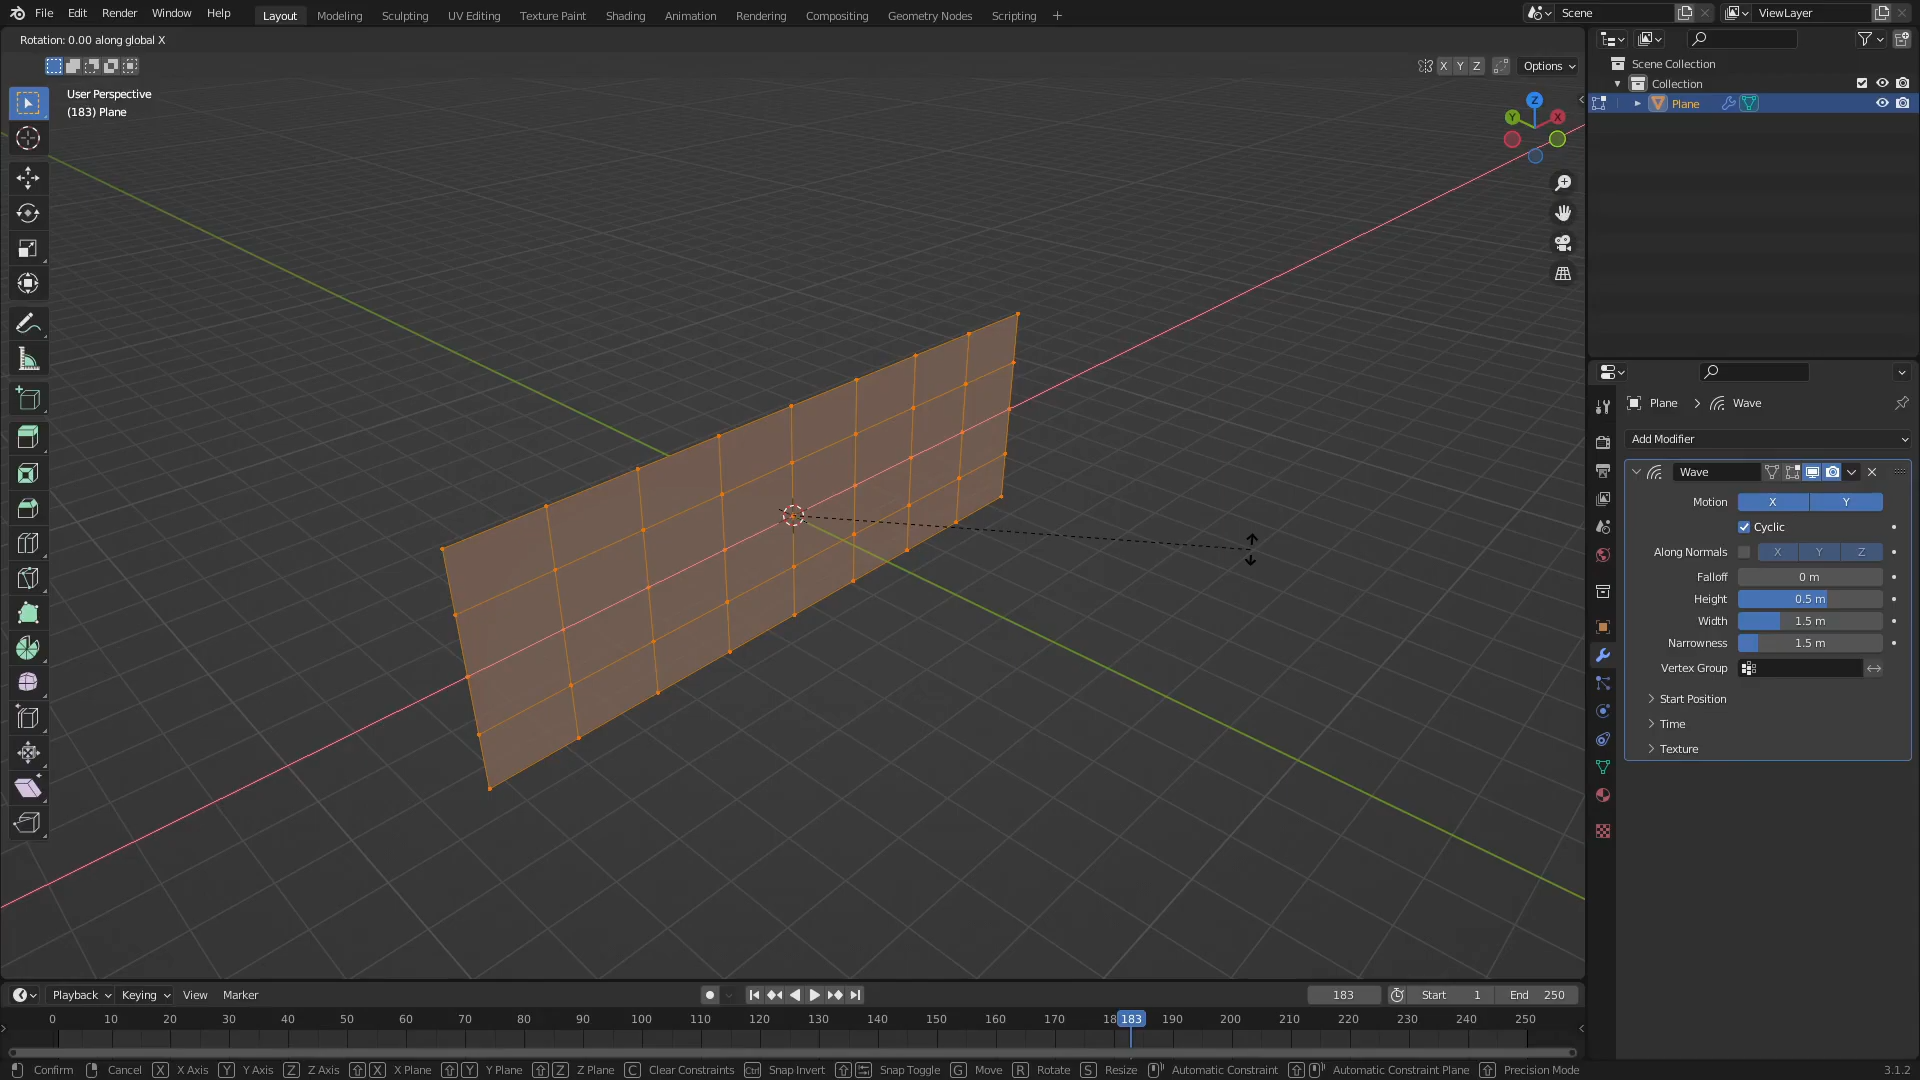 File Edit Render Window Help Layout Modeling Sculpting UV Editing Texture Paint Shading Animation Rendering Compositing Geometry Nodes Scripting + Scene ViewLayer
Rotation: 0.00 along global X
X Y Z Options
User Perspective
(183) Plane
Z
Y X
Scene Collection
Collection
Plane
Plane > Wave
Add Modifier
Wave
Motion X Y
Cyclic
Along Normals X Y Z
Falloff 0 m
Height 0.5 m
Width 1.5 m
Narrowness 1.5 m
Vertex Group
Start Position
Time
Texture
Playback Keying View Marker 183 Start 1 End 250
0 10 20 30 40 50 60 70 80 90 100 110 120 130 140 150 160 170 18 183 190 200 210 220 230 240 250
Confirm Cancel X X Axis Y Y Axis Z Z Axis X X Plane Y Y Plane Z Z Plane C Clear Constraints Ctrl Snap Invert Snap Toggle G Move R Rotate S Resize Automatic Constraint Automatic Constraint Plane Precision Mode 3.1.2